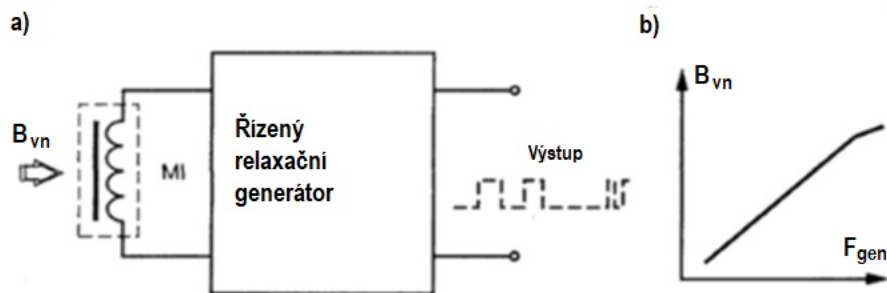 a)
B_vn
MI
Řízený
relaxační
generátor
Výstup
b)
B_vn
F_gen